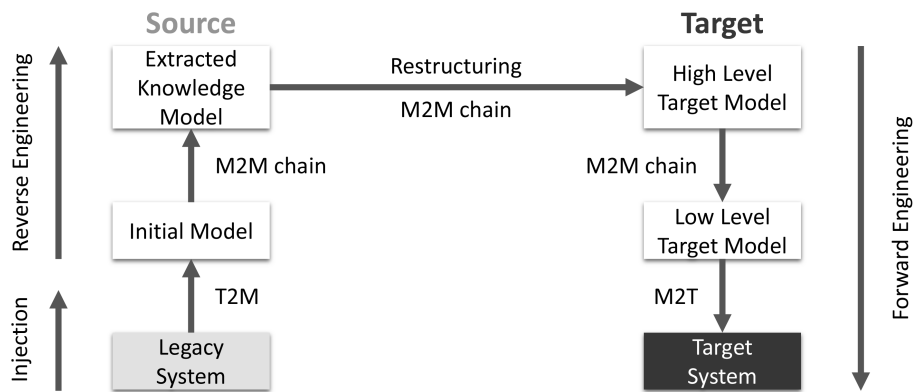 Source
Target
Extracted
Knowledge
Model
Restructuring
M2M chain
High Level
Target Model
Reverse Engineering
M2M chain
M2M chain
Forward Engineering
Initial Model
Low Level
Target Model
T2M
M2T
Injection
Legacy
System
Target
System